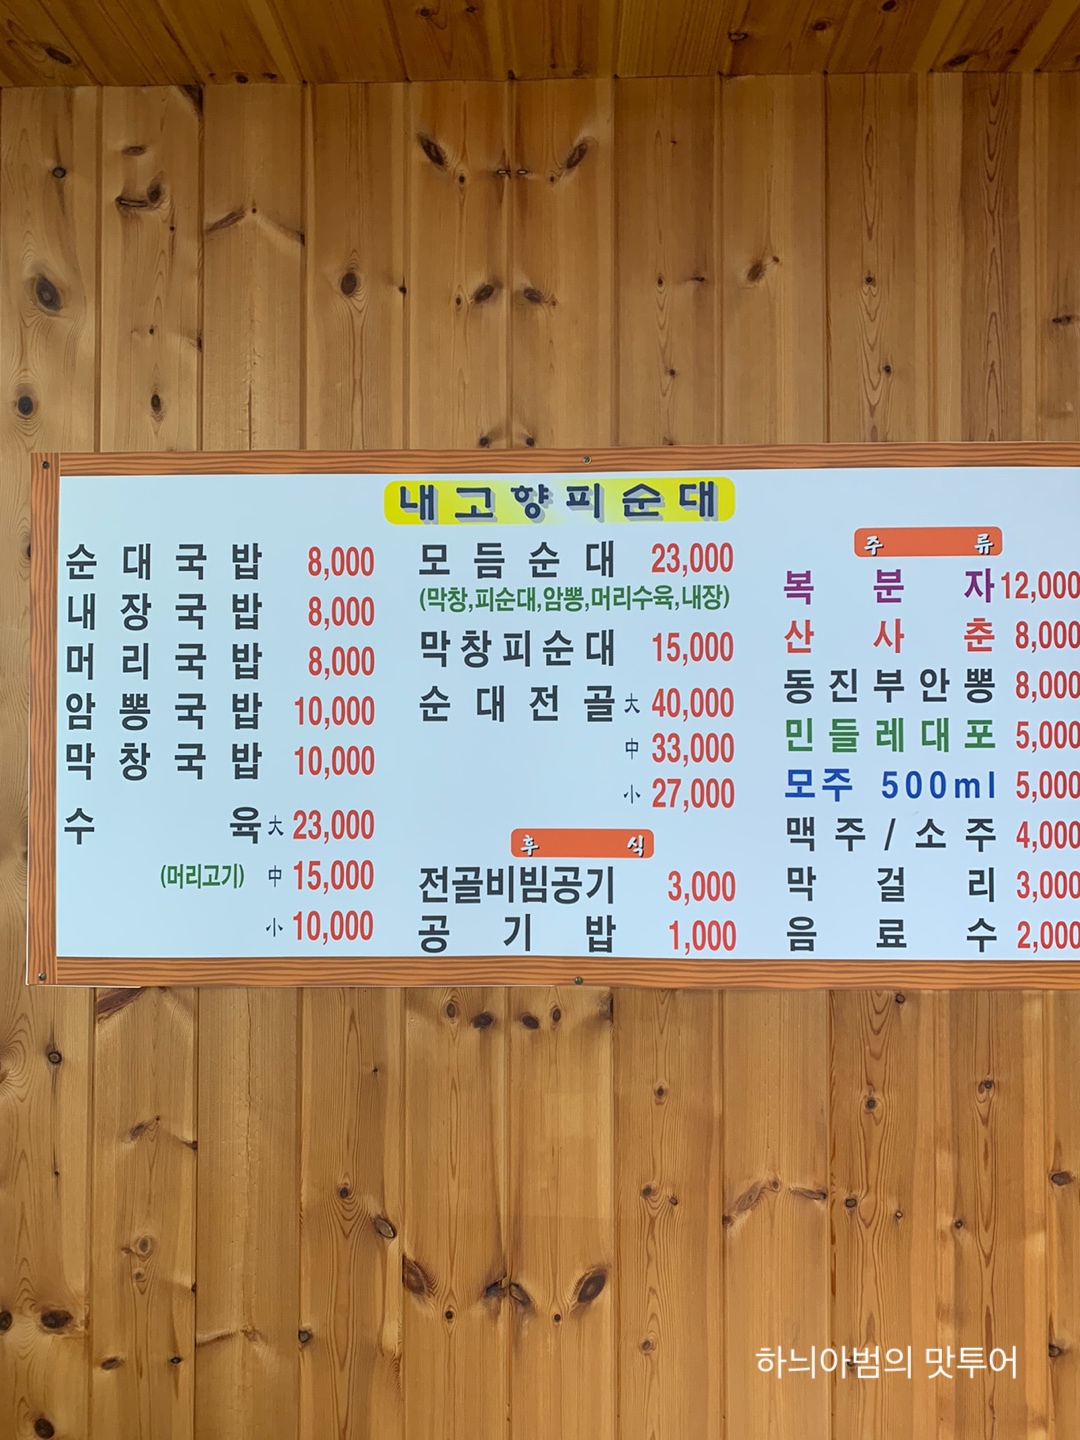 내고향피순대
순대국밥 8,000
내장국밥 8,000
머리국밥 8,000
암뽕국밥 10,000
막창국밥 10,000
수육 大 23,000
(머리고기) 中 15,000
小 10,000
모듬순대 23,000
(막창,피순대,암뽕,머리수육,내장)
막창피순대 15,000
순대전골 大 40,000
中 33,000
小 27,000
후식
전골비빔공기 3,000
공기밥 1,000
주류
복분자 12,000
산사춘 8,000
동진부안뽕 8,000
민들레대포 5,000
모주 500ml 5,000
맥주/소주 4,000
막걸리 3,000
음료수 2,000
하늬아범의 맛투어